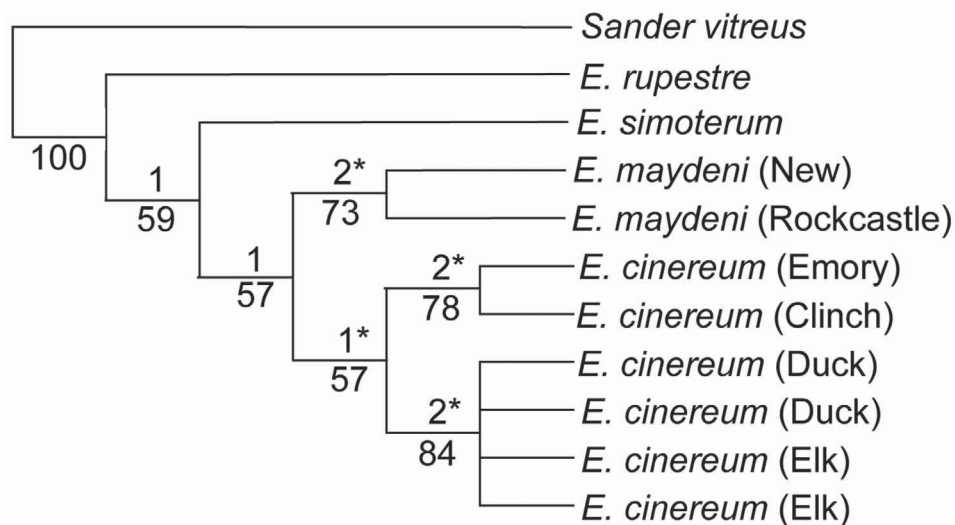 Sander vitreus
E. rupestre
100
E. simoterum
1
59
2*
E. maydeni (New)
73
E. maydeni (Rockcastle)
1
57
2*
E. cinereum (Emory)
78
E. cinereum (Clinch)
1*
57
E. cinereum (Duck)
2*
E. cinereum (Duck)
84
E. cinereum (Elk)
E. cinereum (Elk)